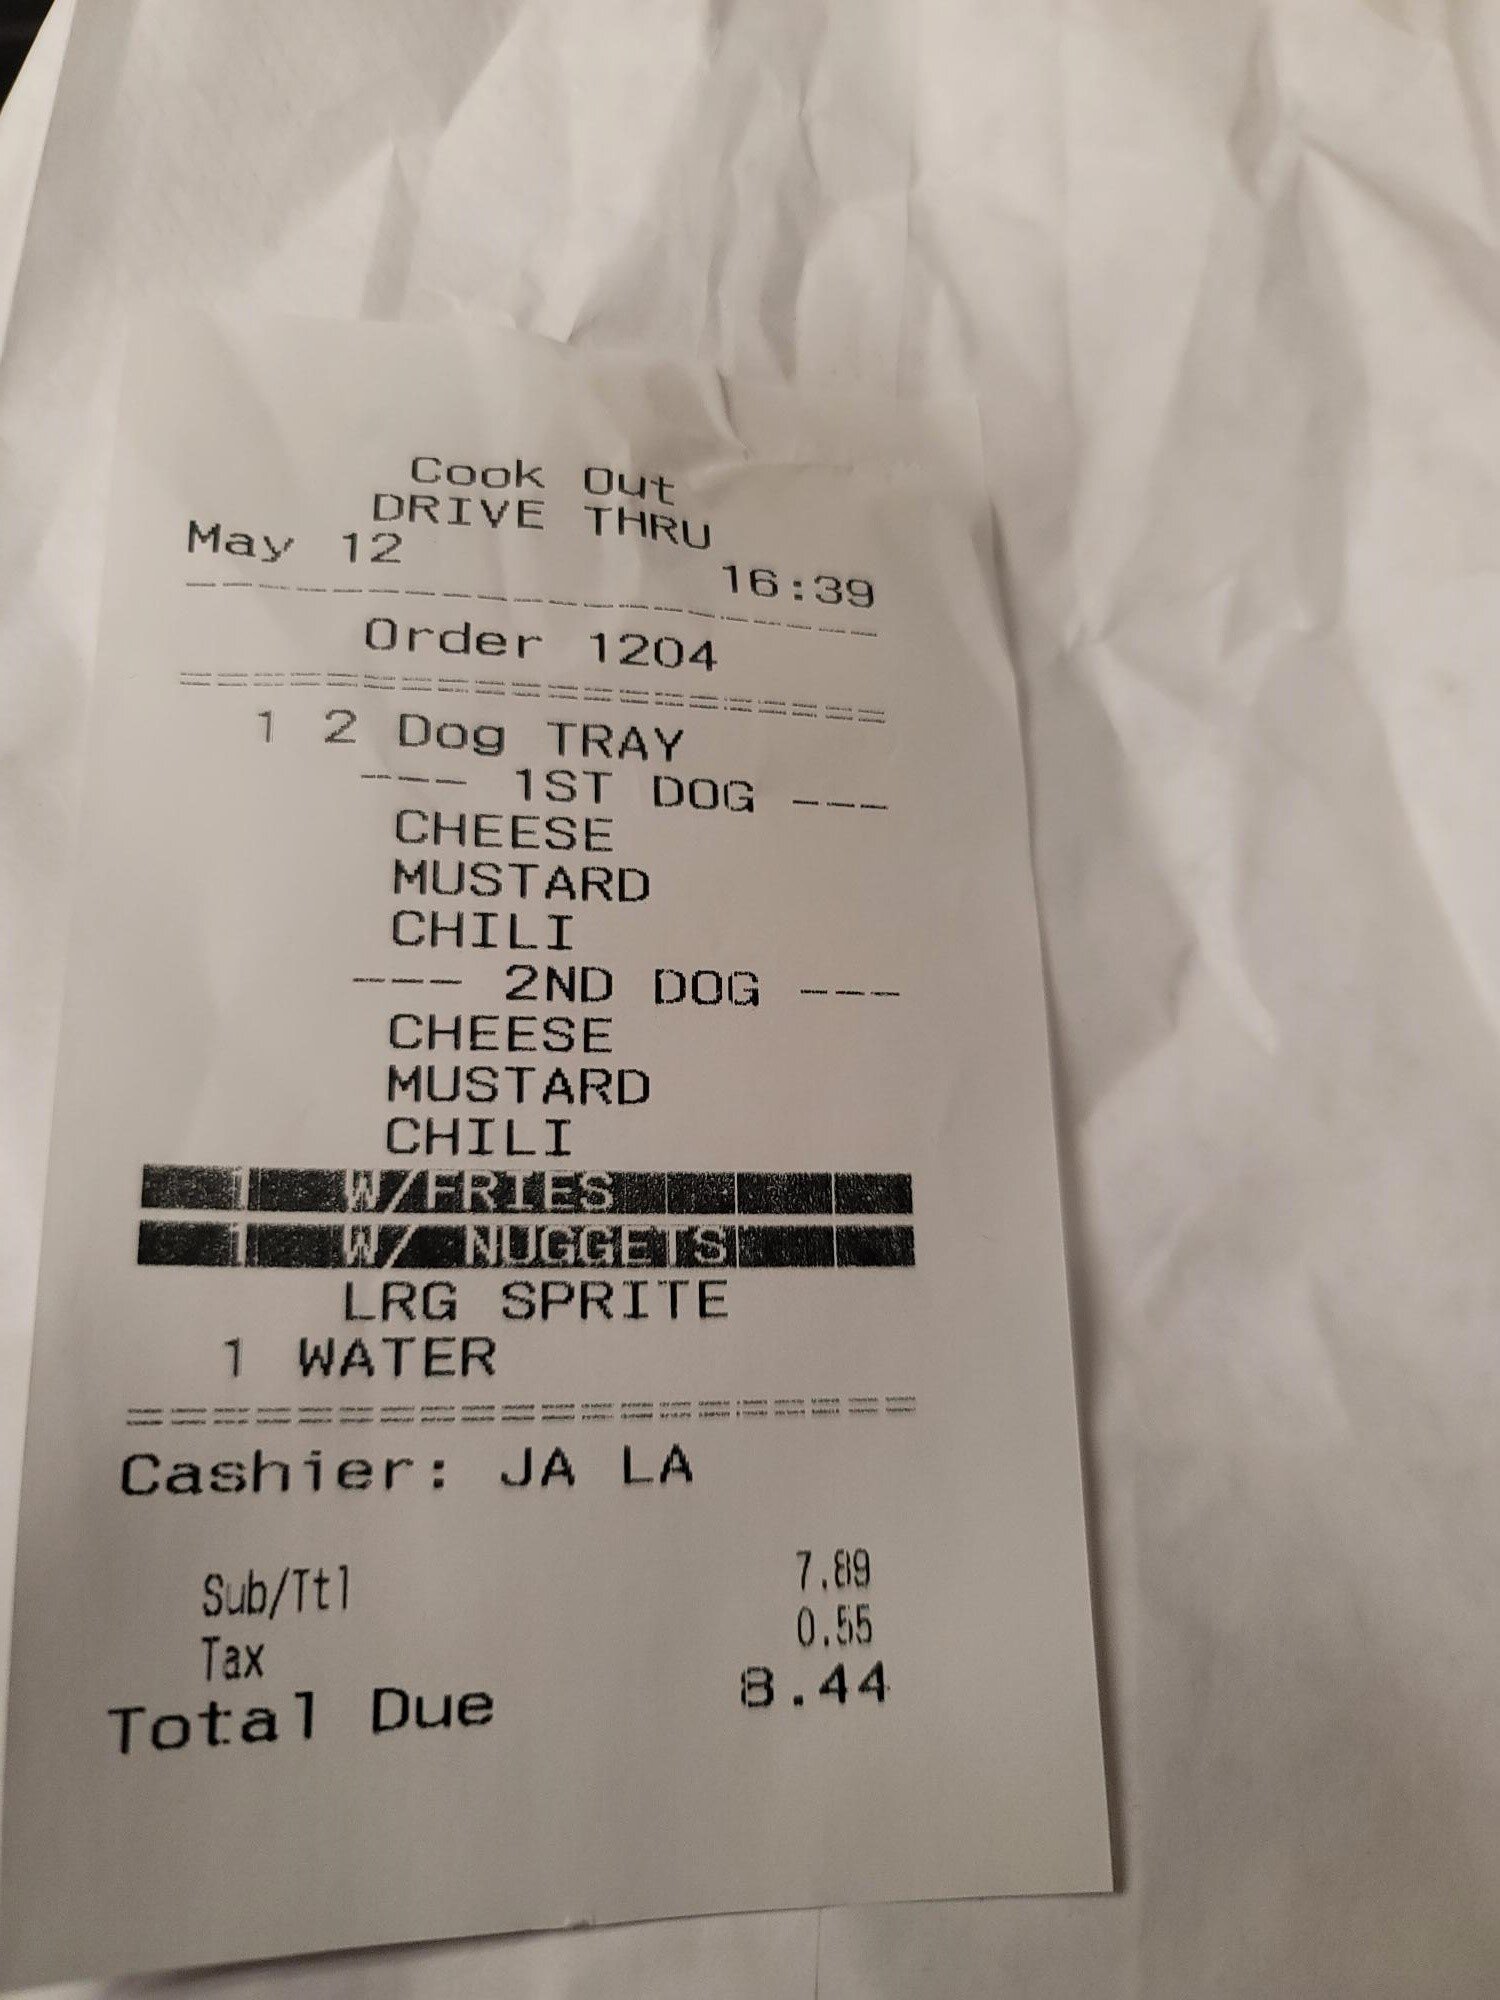 Cook Out
DRIVE THRU
May 12 16:39
Order 1204
1 2 Dog TRAY
--- 1ST DOG ---
CHEESE
MUSTARD
CHILI
--- 2ND DOG ---
CHEESE
MUSTARD
CHILI
1 W/FRIES
1 W/ NUGGETS
LRG SPRITE
1 WATER
Cashier: JA LA
Sub/Ttl 7.89
Tax 0.55
Total Due 8.44